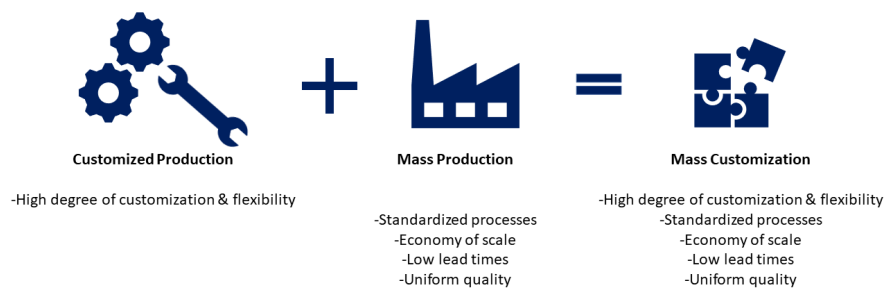 Customized Production
-High degree of customization & flexibility
Mass Production
-Standardized processes
-Economy of scale
-Low lead times
-Uniform quality
Mass Customization
-High degree of customization & flexibility
-Standardized processes
-Economy of scale
-Low lead times
-Uniform quality